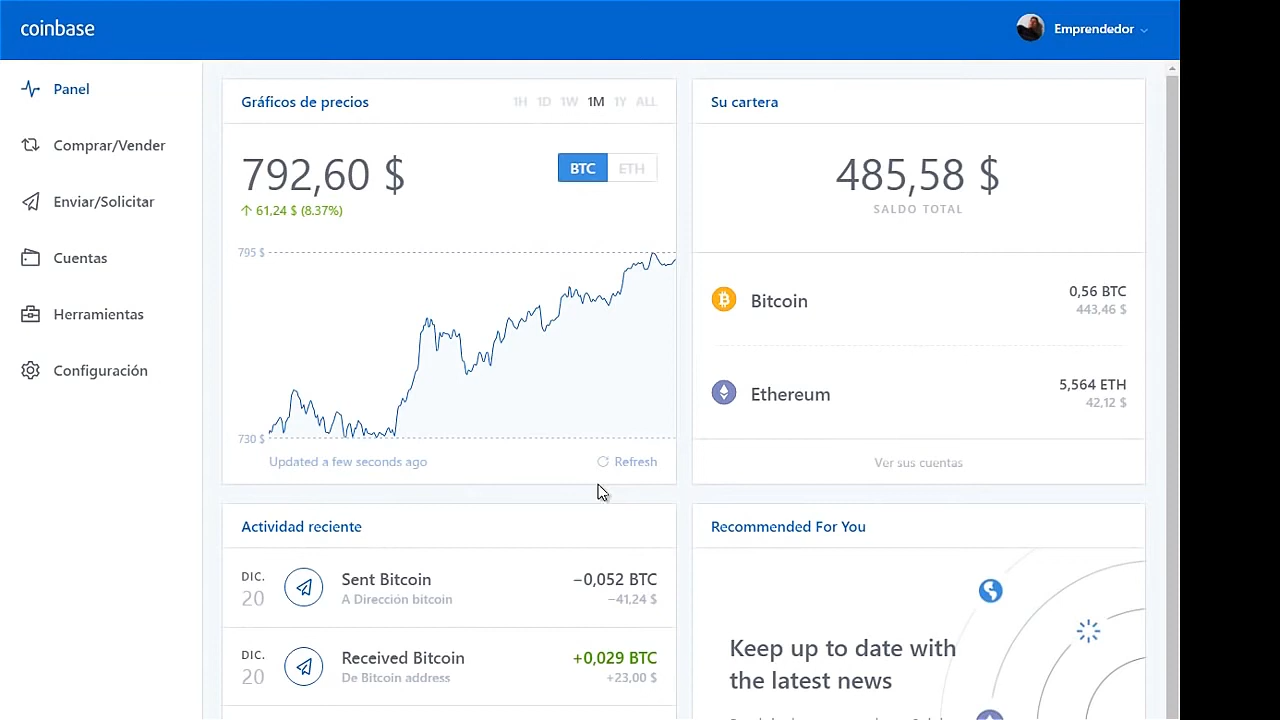 coinbase
Emprendedor
Panel
Comprar/Vender
Enviar/Solicitar
Cuentas
Herramientas
Configuración
Gráficos de precios
1H 1D 1W 1M 1Y ALL
792,60 $
BTC ETH
↑ 61,24 $ (8.37%)
795 $
730 $
Updated a few seconds ago
Refresh
Su cartera
485,58 $
SALDO TOTAL
Bitcoin
0,56 BTC
443,46 $
Ethereum
5,564 ETH
42,12 $
Ver sus cuentas
Actividad reciente
DIC.
20
Sent Bitcoin
A Dirección bitcoin
−0,052 BTC
−41,24 $
DIC.
20
Received Bitcoin
De Bitcoin address
+0,029 BTC
+23,00 $
Recommended For You
Keep up to date with
the latest news